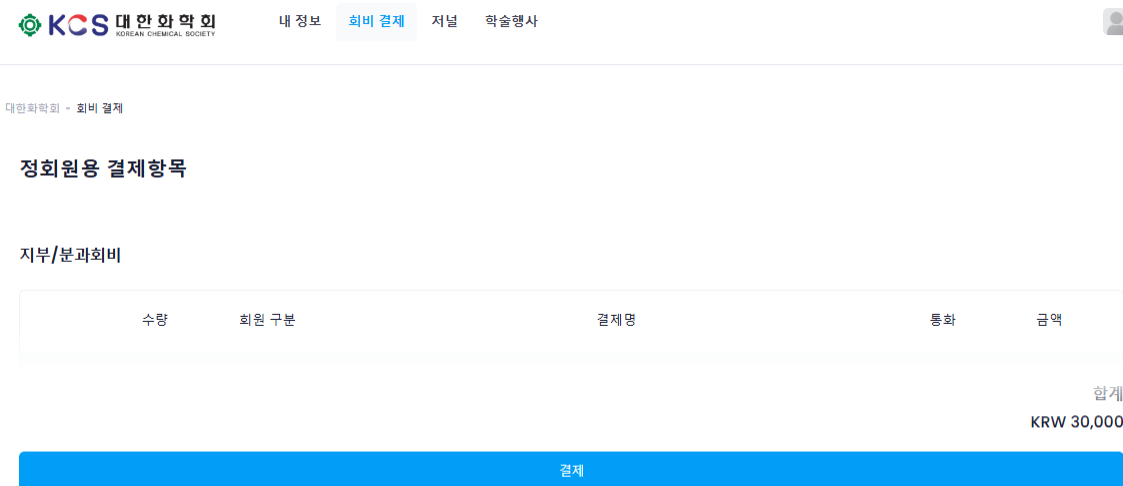 KCS 대한화학회
KOREAN CHEMICAL SOCIETY
내 정보 회비 결제 저널 학술행사
대한화학회 - 회비 결제
정회원용 결제항목
지부/분과회비
수량 회원 구분 결제명 통화 금액
합계
KRW 30,000
결제